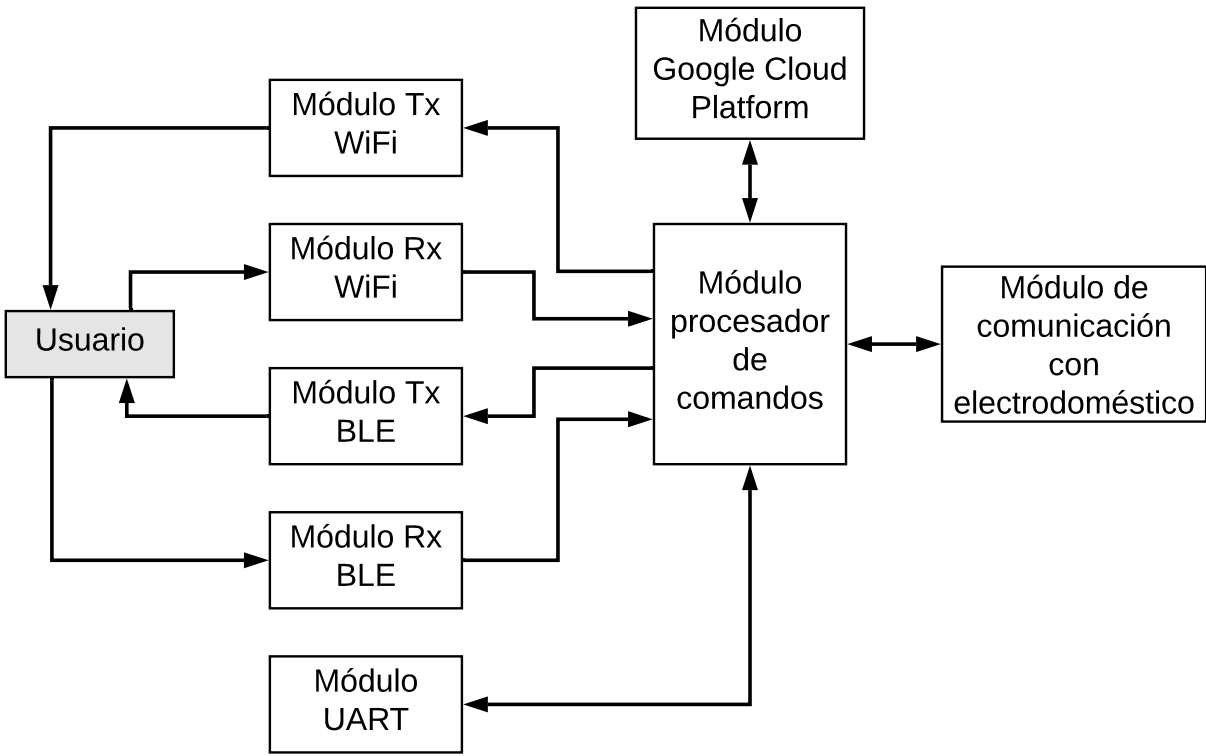 Módulo
Google Cloud
Platform
Módulo Tx
WiFi
Módulo Rx
WiFi
Usuario
Módulo Tx
BLE
Módulo Rx
BLE
Módulo
UART
Módulo
procesador
de
comandos
Módulo de
comunicación
con
electrodoméstico